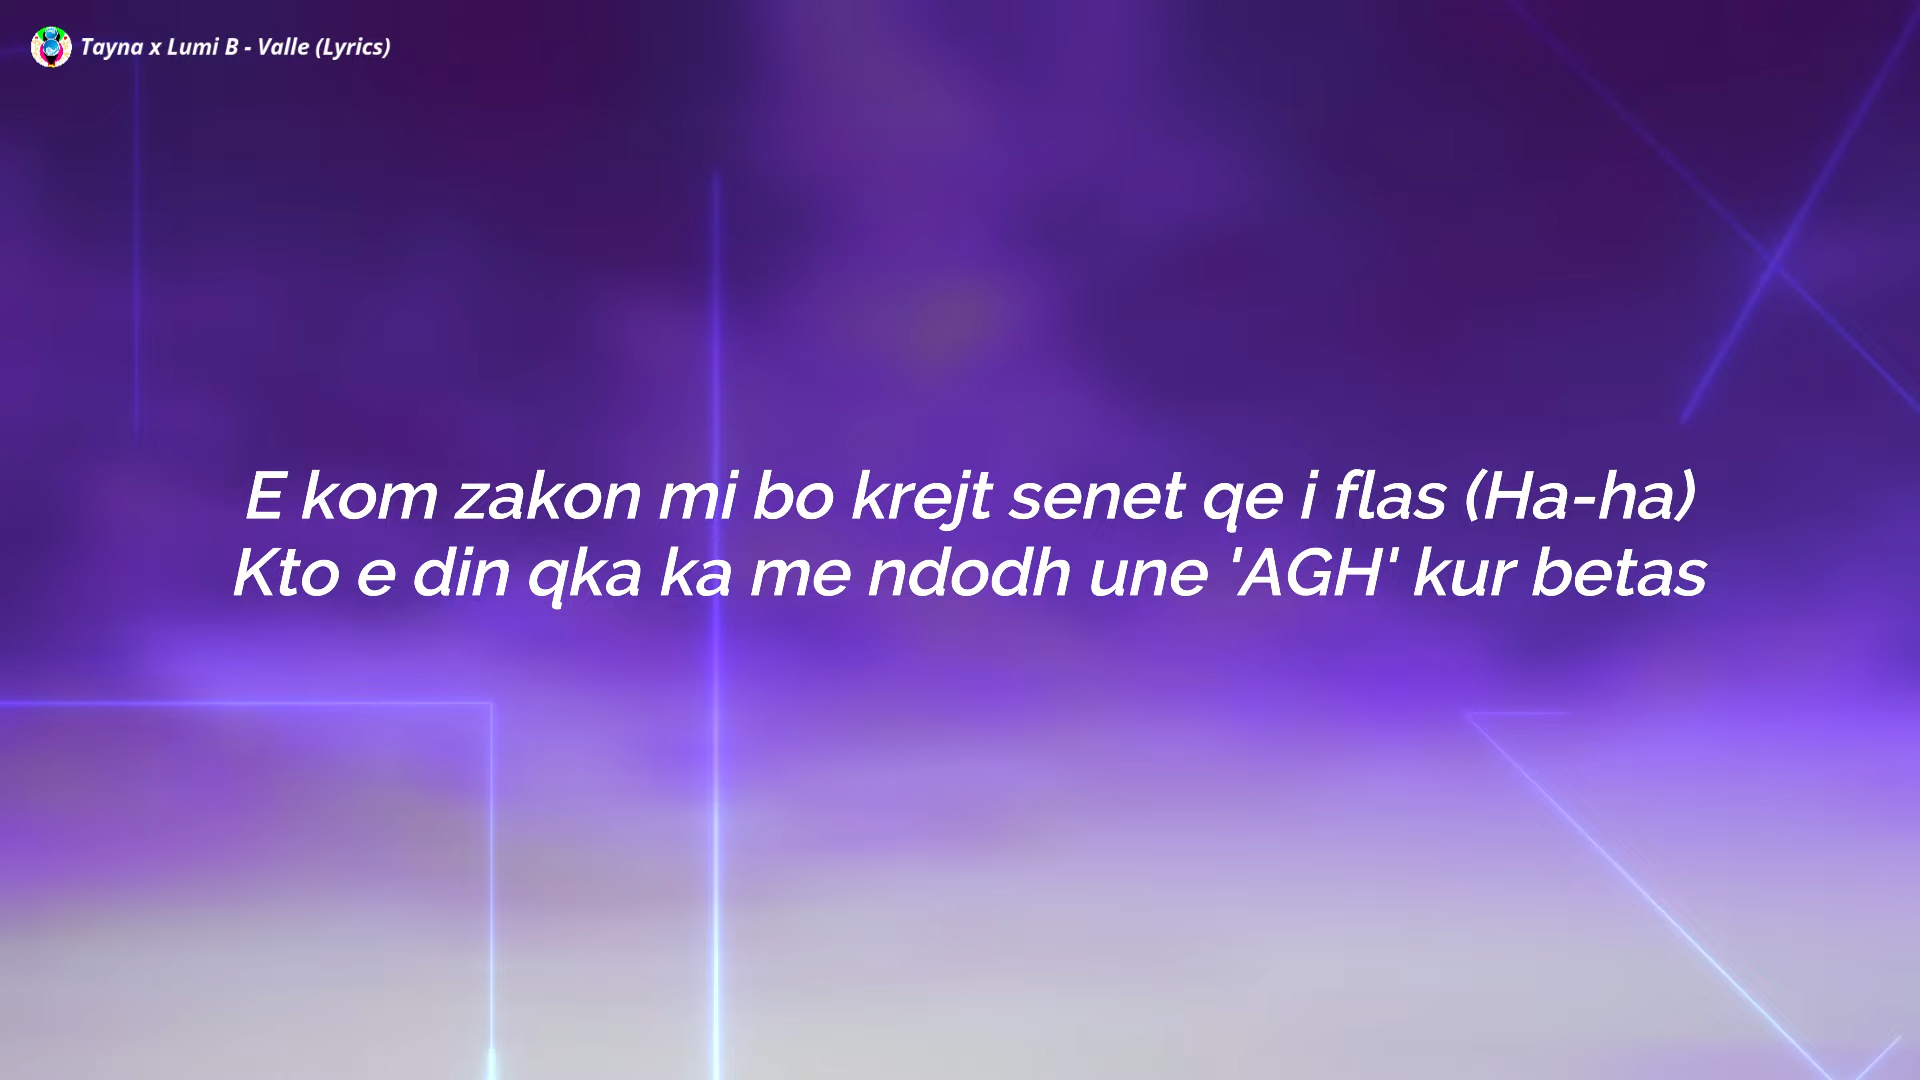 Tayna x Lumi B - Valle (Lyrics)
E kom zakon mi bo krejt senet qe i flas (Ha-ha)
Kto e din qka ka me ndodh une 'AGH' kur betas